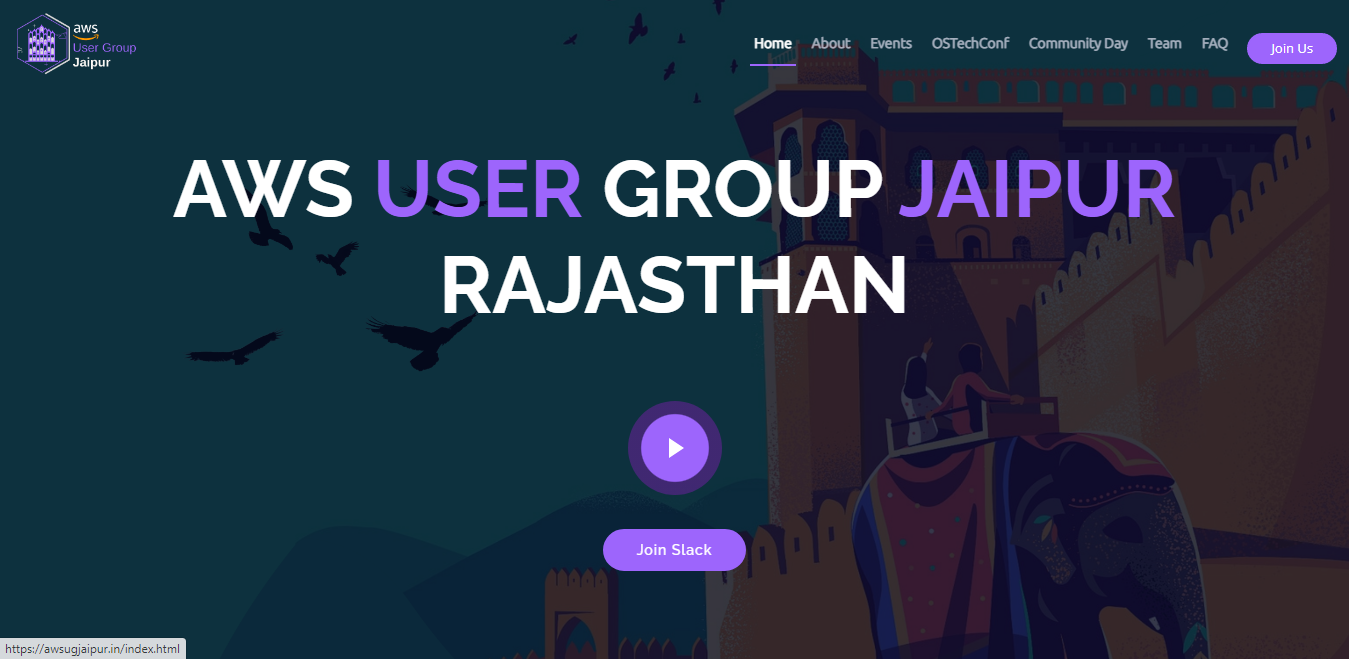 aws
User Group
Jaipur
Home About Events OSTechConf Community Day Team FAQ Join Us
AWS USER GROUP JAIPUR
RAJASTHAN
Join Slack
https://awsugjaipur.in/index.html